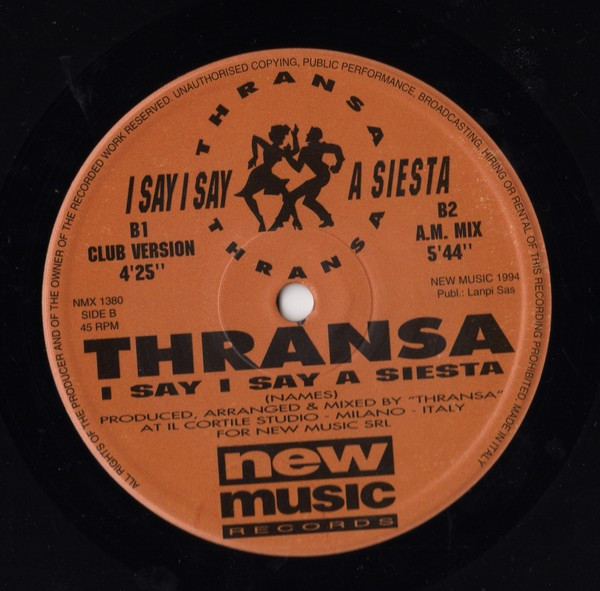 ALL RIGHTS OF THE PRODUCER AND OF THE OWNER OF THE RECORDED WORK RESERVED. UNAUTHORISED COPYING, PUBLIC PERFORMANCE, BROADCASTING, HIRING OR RENTAL OF THIS RECORDING PROHIBITED. MADE IN ITALY
THRANSA
I SAY I SAY A SIESTA
THRANSA
B1
CLUB VERSION
4'25''
B2
A.M. MIX
5'44''
NMX 1380
SIDE B
45 RPM
NEW MUSIC 1994
Publ.: Lanpi Sas
THRANSA
I SAY I SAY A SIESTA
(NAMES)
PRODUCED, ARRANGED & MIXED BY "THRANSA"
AT IL CORTILE STUDIO - MILANO - ITALY
FOR NEW MUSIC SRL
new
music
RECORDS